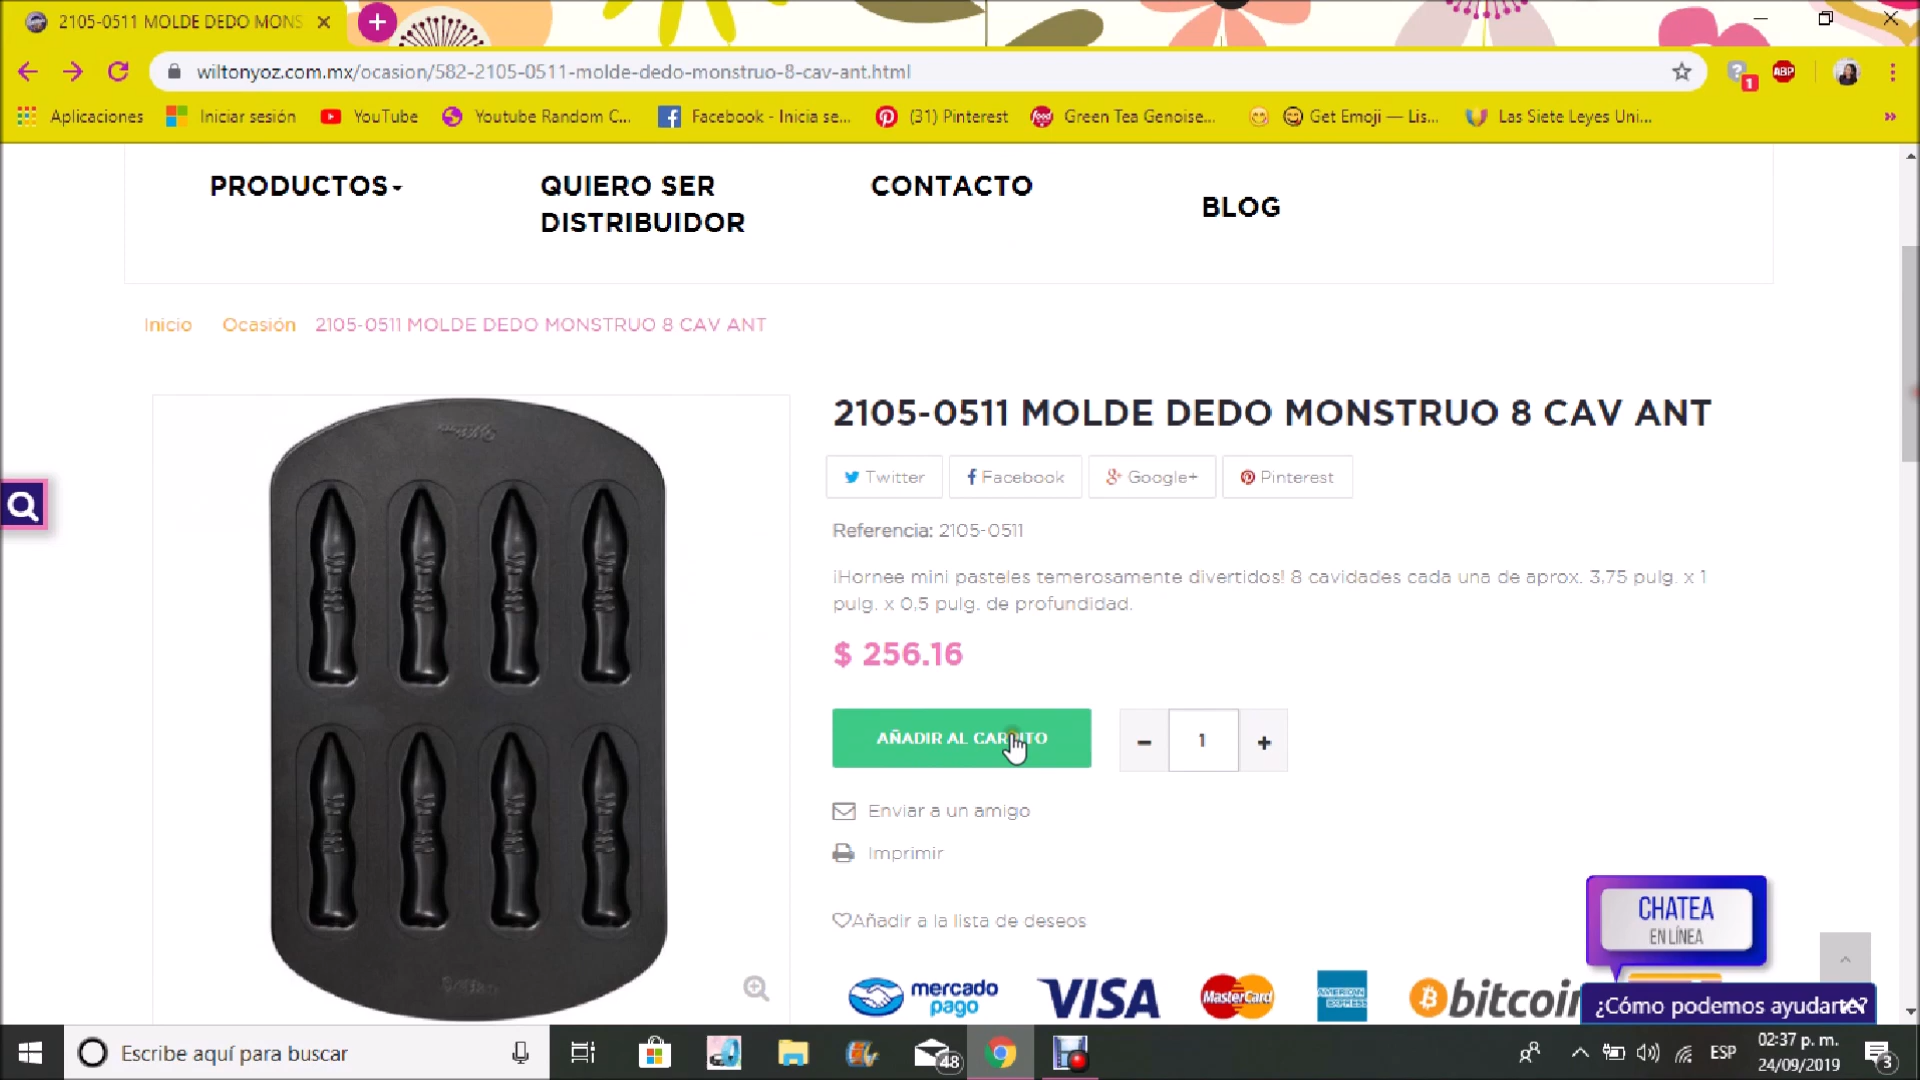 2105-0511 MOLDE DEDO MONS
wiltonyoz.com.mx/ocasion/582-2105-0511-molde-dedo-monstruo-8-cav-ant.html
1
ABP
Aplicaciones
Iniciar sesión
YouTube
Youtube Random C...
Facebook - Inicia se...
(31) Pinterest
Green Tea Genoise...
Get Emoji — Lis...
Las Siete Leyes Uni...
PRODUCTOS
QUIERO SER
DISTRIBUIDOR
CONTACTO
BLOG
Inicio
Ocasión
2105-0511 MOLDE DEDO MONSTRUO 8 CAV ANT
2105-0511 MOLDE DEDO MONSTRUO 8 CAV ANT
Twitter
Facebook
Google+
Pinterest
Referencia: 2105-0511
¡Hornee mini pasteles temerosamente divertidos! 8 cavidades cada una de aprox. 3,75 pulg. x 1
pulg. x 0,5 pulg. de profundidad.
$ 256.16
AÑADIR AL CARRITO
1
Enviar a un amigo
Imprimir
Añadir a la lista de deseos
mercado
pago
VISA
MasterCard
AMERICAN
EXPRESS
bitcoin
CHATEA
EN LÍNEA
¿Cómo podemos ayudarte?
Escribe aquí para buscar
48
ESP
02:37 p. m.
24/09/2019
3